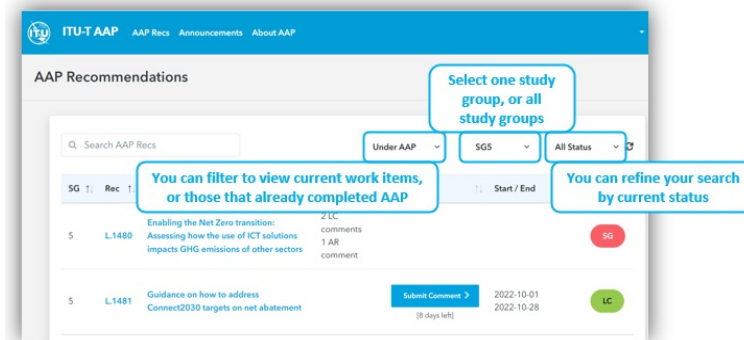 ITU
ITU-T AAP AAP Recs Announcements About AAP
AAP Recommendations
Select one study
group, or all
study groups
Search AAP Recs
Under AAP
SG5
All Status
You can filter to view current work items,
or those that already completed AAP
You can refine your search
by current status
SG Rec Start / End
5 L.1480
Enabling the Net Zero transition:
Assessing how the use of ICT solutions
impacts GHG emissions of other sectors
2 LC
comments
1 AR
comment
SG
5 L.1481
Guidance on how to address
Connect2030 targets on net abatement
Submit Comment >
[8 days left]
2022-10-01
2022-10-28
LC